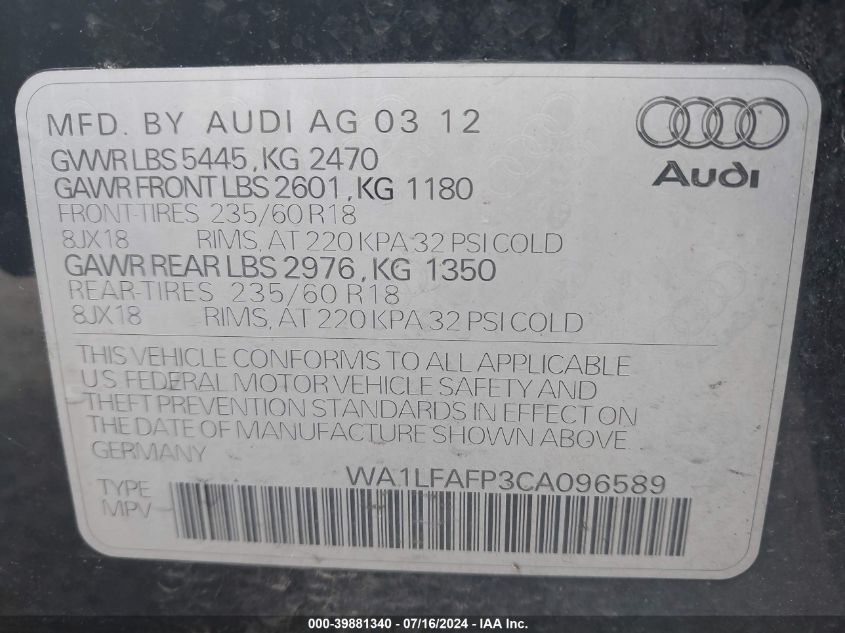 MFD. BY AUDI AG 03 12
GVWR LBS 5445, KG 2470
GAWR FRONT LBS 2601, KG 1180
FRONT-TIRES 235/60 R18
8JX18 RIMS, AT 220 KPA 32 PSI COLD
GAWR REAR LBS 2976, KG 1350
REAR-TIRES 235/60 R18
8JX18 RIMS, AT 220 KPA 32 PSI COLD
Audi
THIS VEHICLE CONFORMS TO ALL APPLICABLE
U S FEDERAL MOTOR VEHICLE SAFETY AND
THEFT PREVENTION STANDARDS IN EFFECT ON
THE DATE OF MANUFACTURE SHOWN ABOVE
GERMANY
WA1LFAFP3CA096589
TYPE
MPV
000-39881340 - 07/16/2024 - IAA Inc.